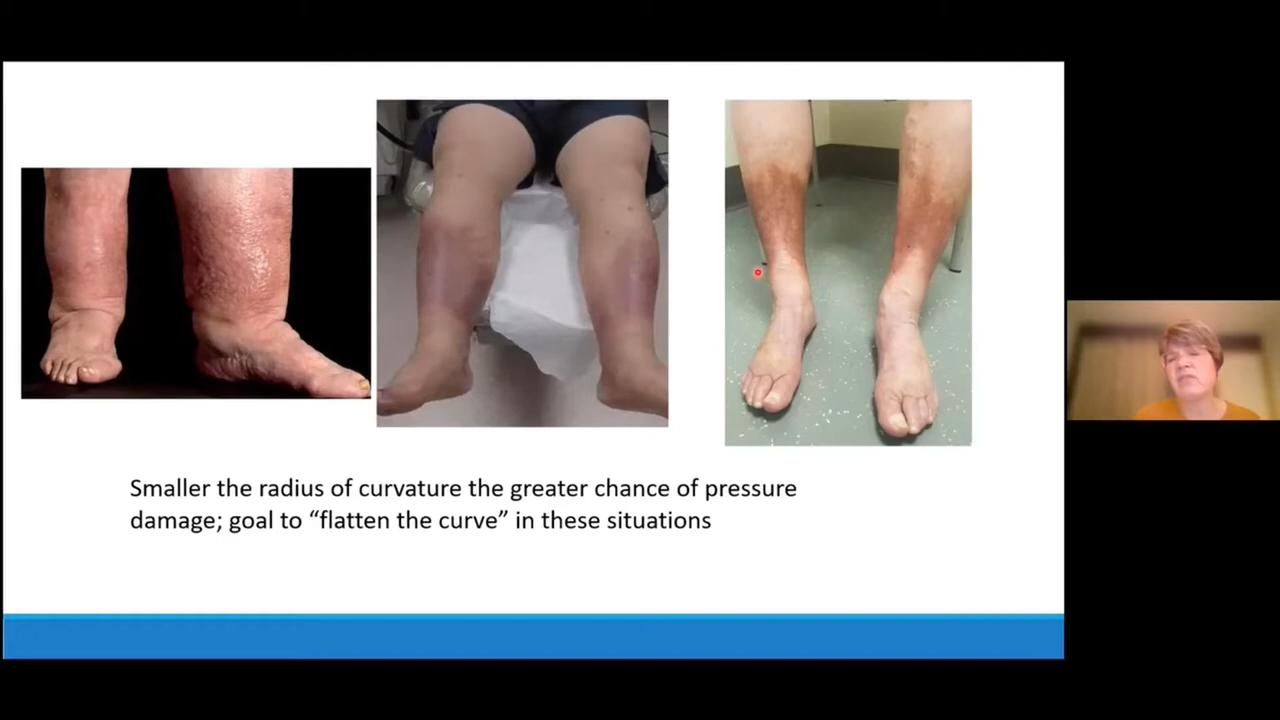 Smaller the radius of curvature the greater chance of pressure
damage; goal to “flatten the curve” in these situations